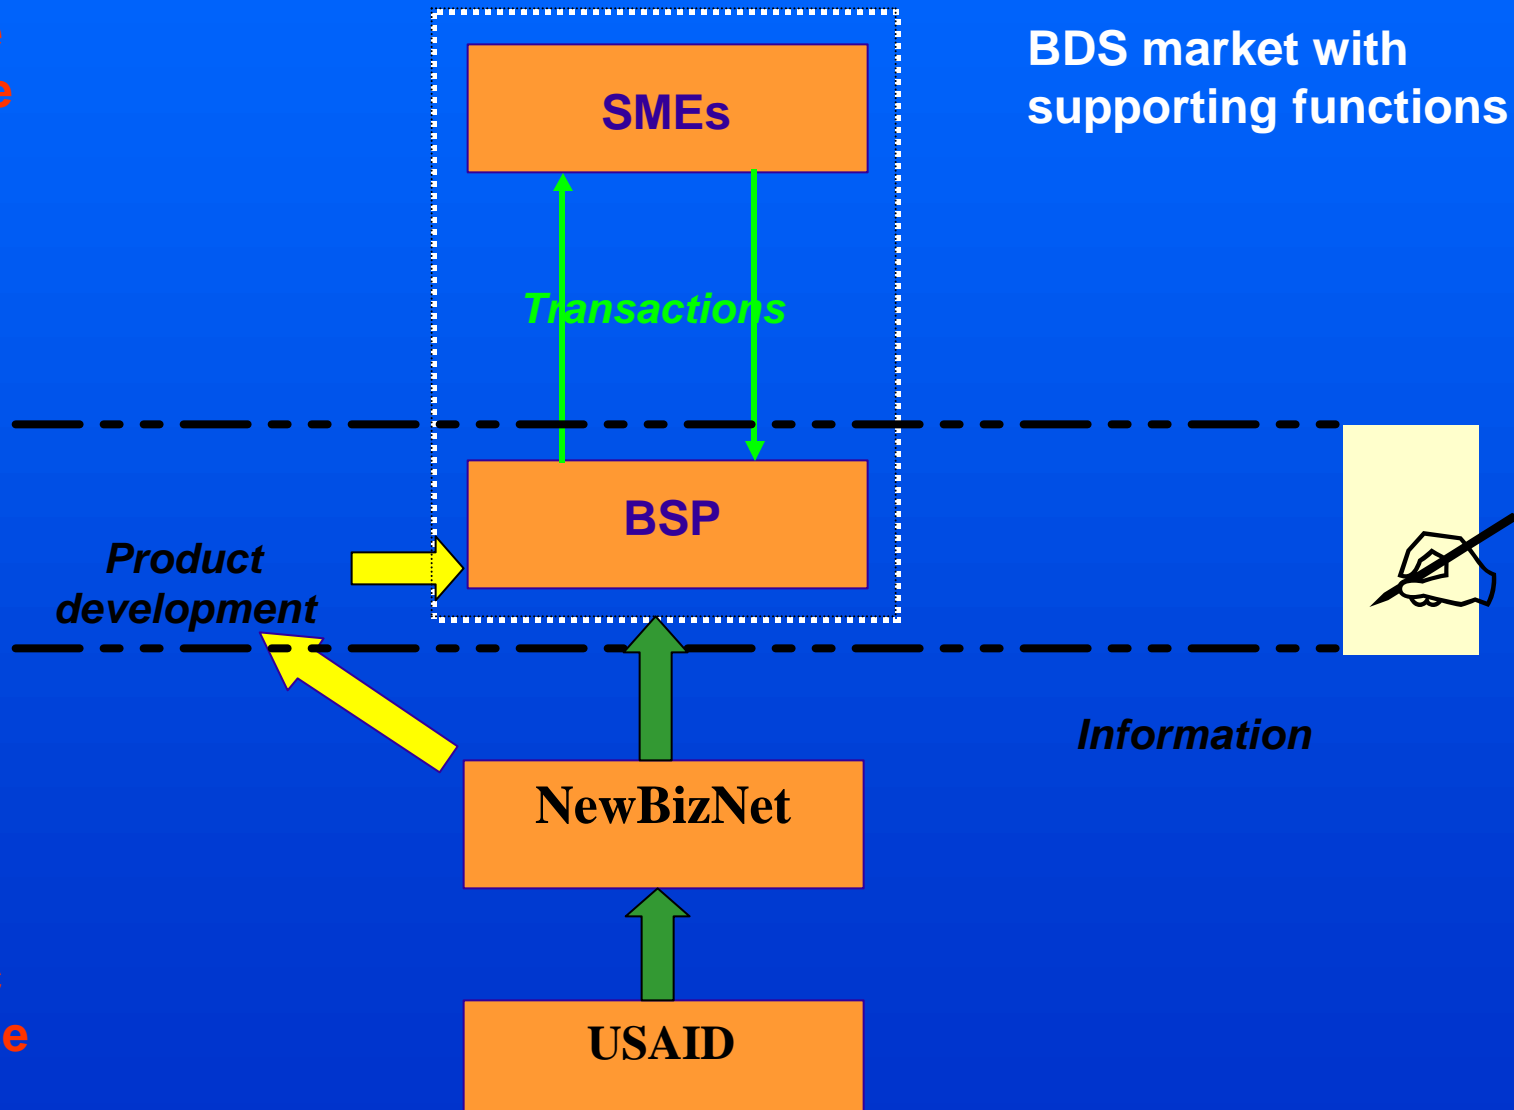 BDS market with
supporting functions
SMEs
Transactions
BSP
Product
development
Information
NewBizNet
USAID